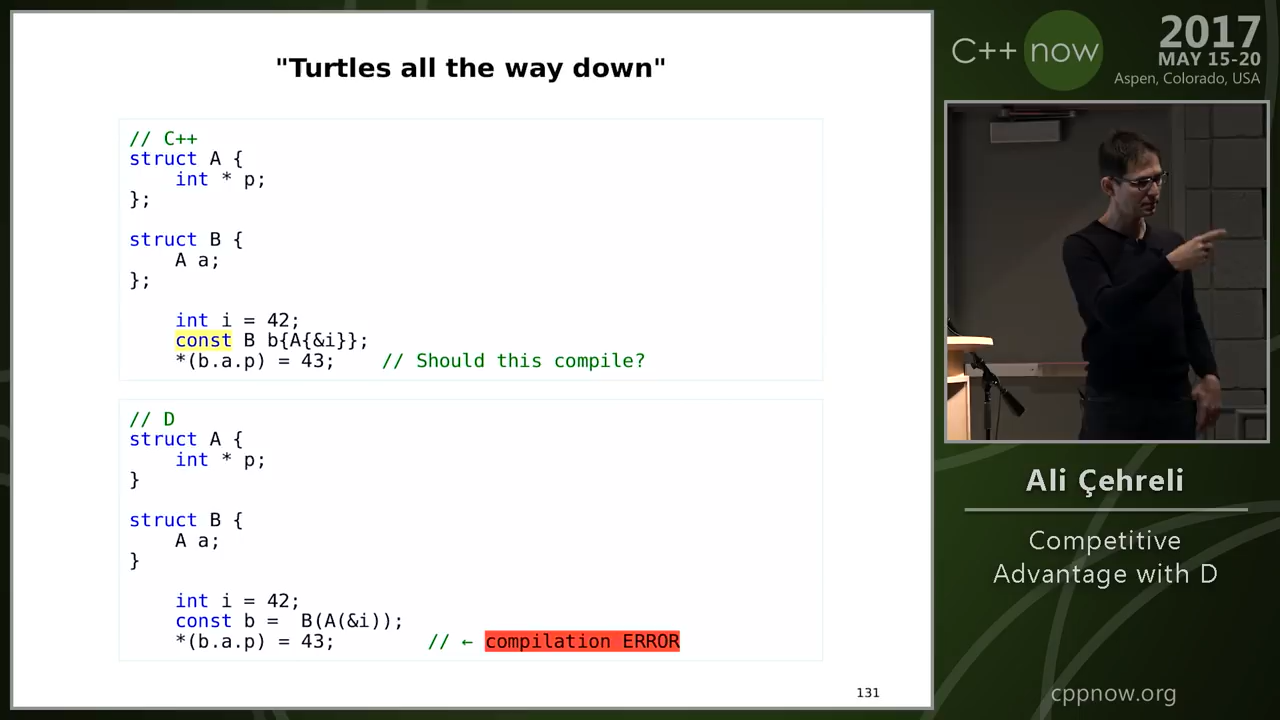 "Turtles all the way down"
// C++
struct A {
    int * p;
};
struct B {
    A a;
};
    int i = 42;
    const B b{A{&i}};
    *(b.a.p) = 43;    // Should this compile?
// D
struct A {
    int * p;
}
struct B {
    A a;
}
    int i = 42;
    const b =  B(A(&i));
    *(b.a.p) = 43;        // ← compilation ERROR
131
C++ now
2017
MAY 15-20
Aspen, Colorado, USA
Ali Çehreli
Competitive
Advantage with D
cppnow.org